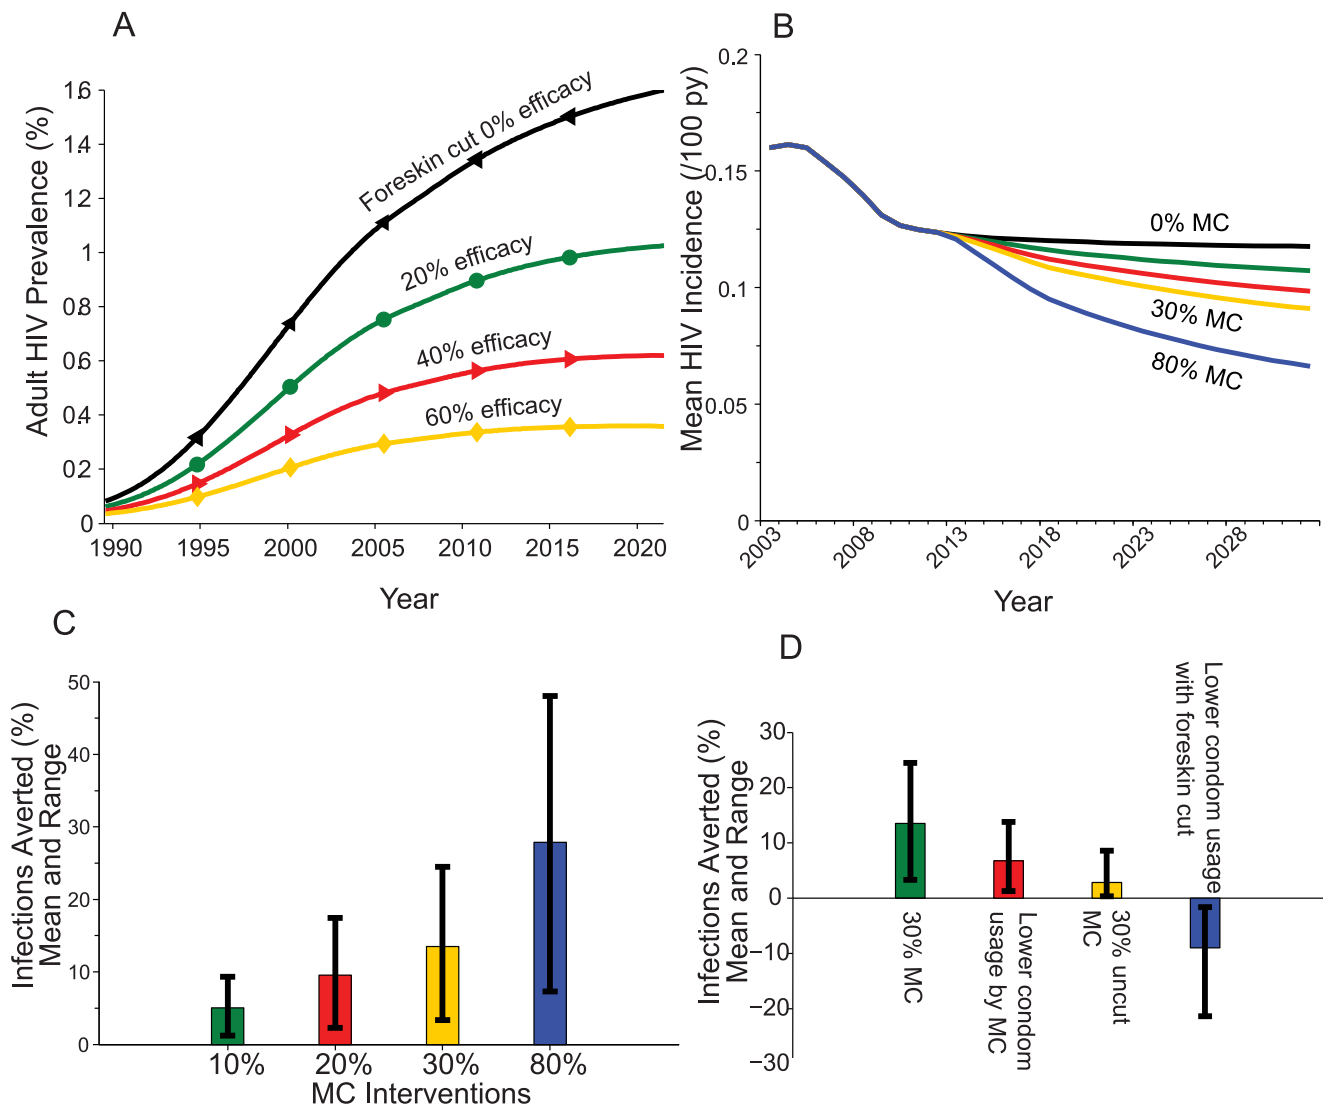 A
Adult HIV Prevalence (%)
16
14
12
1
0.8
0.6
0.4
02
0
1990
1995
2000
2005
2010
2015
2020
Year
Foreskin cut 0% efficacy
20% efficacy
40% efficacy
60% efficacy
B
Mean HIV Incidence (/100 py)
0.2
0.15
0.1
0.05
0
2003
2008
2013
2018
2023
2028
Year
0% MC
30% MC
80% MC
C
Infections Averted (%)
Mean and Range
50
40
30
20
10
0
10%
20%
30%
80%
MC Interventions
D
Infections Averted (%)
Mean and Range
30
20
10
0
−10
−20
−30
30% MC
Lower condom
usage by MC
30% uncut
MC
Lower condom usage
with foreskin cut